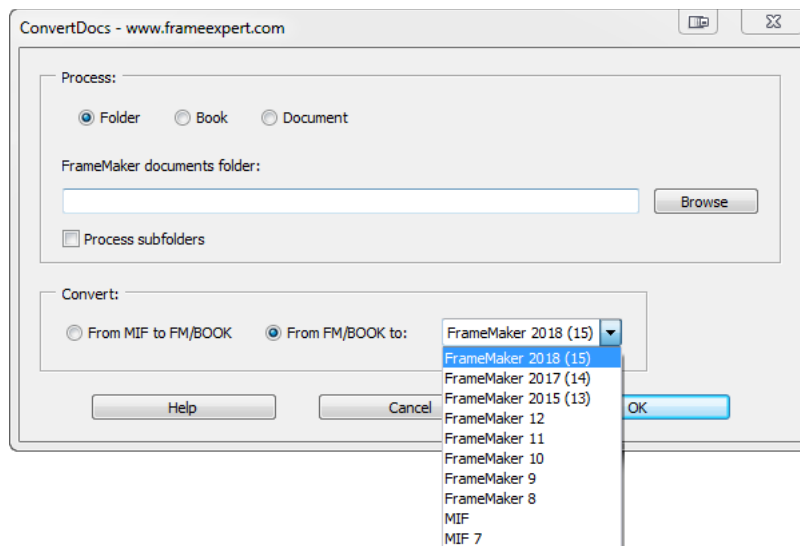 ConvertDocs - www.frameexpert.com
Process:
Folder Book Document
FrameMaker documents folder:
Browse
Process subfolders
Convert:
From MIF to FM/BOOK From FM/BOOK to: FrameMaker 2018 (15)
FrameMaker 2018 (15)
FrameMaker 2017 (14)
FrameMaker 2015 (13)
Help Cancel OK
FrameMaker 12
FrameMaker 11
FrameMaker 10
FrameMaker 9
FrameMaker 8
MIF
MIF 7